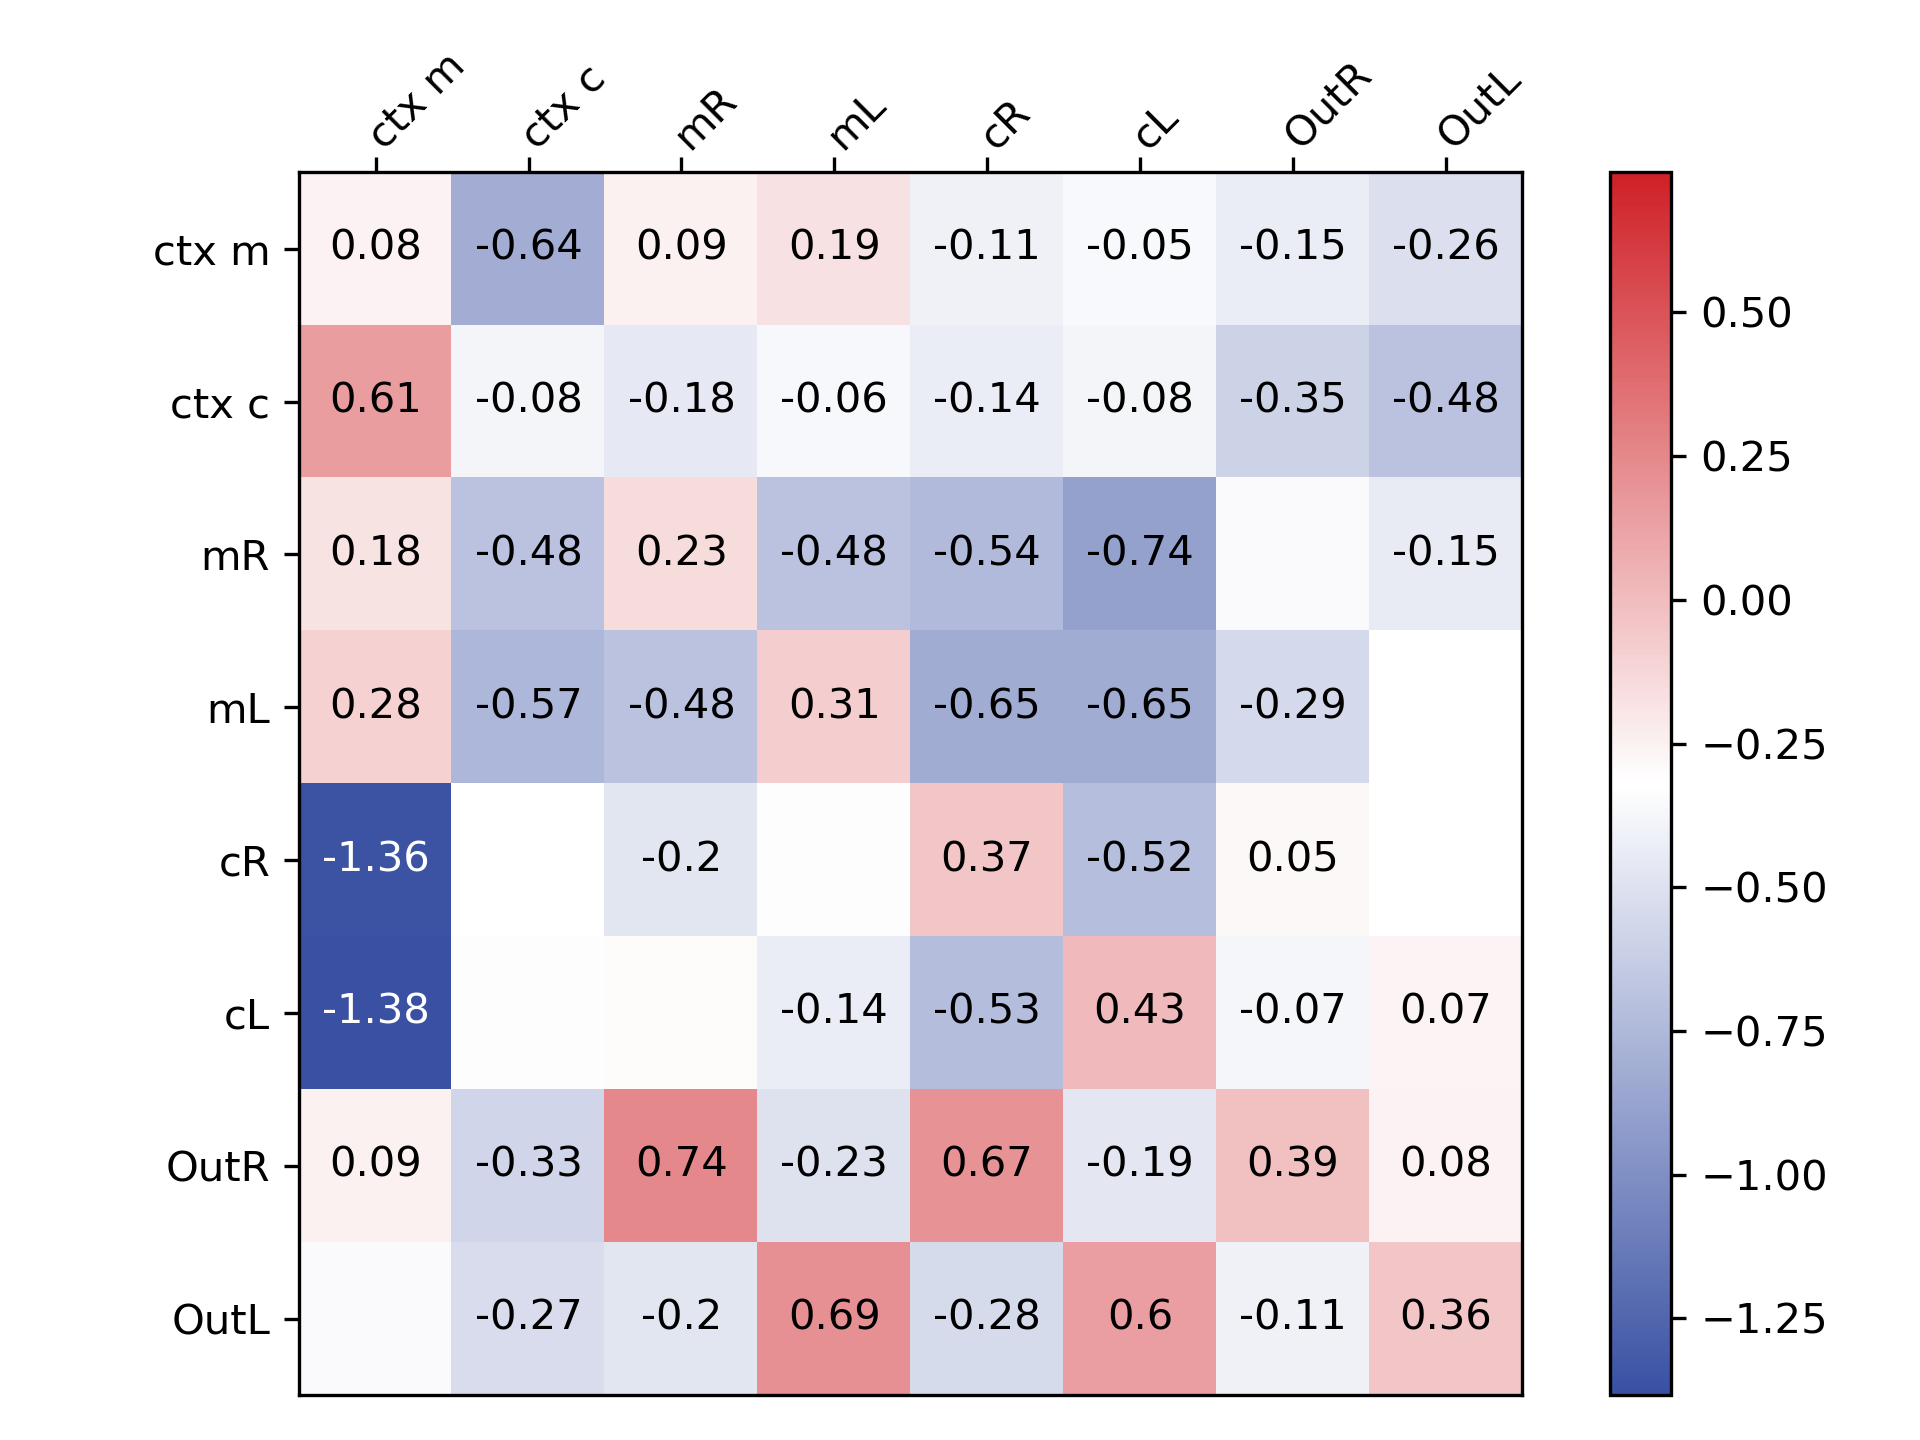 ctx m ctx c mR mL cR cL OutR OutL
ctx m 0.08 -0.64 0.09 0.19 -0.11 -0.05 -0.15 -0.26
ctx c 0.61 -0.08 -0.18 -0.06 -0.14 -0.08 -0.35 -0.48
mR 0.18 -0.48 0.23 -0.48 -0.54 -0.74 -0.15
mL 0.28 -0.57 -0.48 0.31 -0.65 -0.65 -0.29
cR -1.36 -0.2 0.37 -0.52 0.05
cL -1.38 -0.14 -0.53 0.43 -0.07 0.07
OutR 0.09 -0.33 0.74 -0.23 0.67 -0.19 0.39 0.08
OutL -0.27 -0.2 0.69 -0.28 0.6 -0.11 0.36
0.50
0.25
0.00
−0.25
−0.50
−0.75
−1.00
−1.25